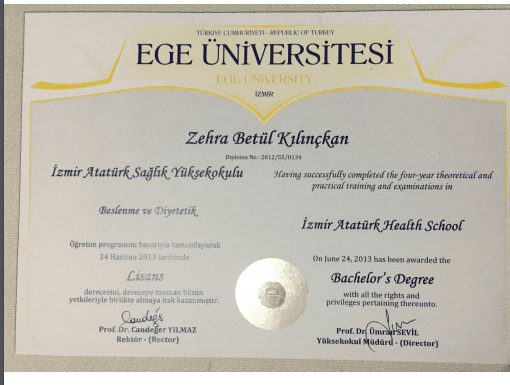 TÜRKİYE CUMHURİYETİ - REPUBLIC OF TURKEY
EGE ÜNİVERSİTESİ
EGE UNIVERSITY
İZMİR
Zehra Betül Kılınçkan
Diploma No : 2012/55/0134
İzmir Atatürk Sağlık Yüksekokulu
Beslenme ve Diyetetik
Öğretim programını başarıyla tamamlayarak
24 Haziran 2013 tarihinde
Lisans
derecesini, dereceye tanınan bütün
yetkileriyle birlikte almaya hak kazanmıştır.
Prof. Dr. Candeğer YILMAZ
Rektör - (Rector)
Having successfully completed the four-year theoretical and
practical training and examinations in
İzmir Atatürk Health School
On June 24, 2013 has been awarded the
Bachelor's Degree
with all the rights and
privileges pertaining thereunto.
Prof. Dr. Ümran SEVİL
Yüksekokul Müdürü - (Director)